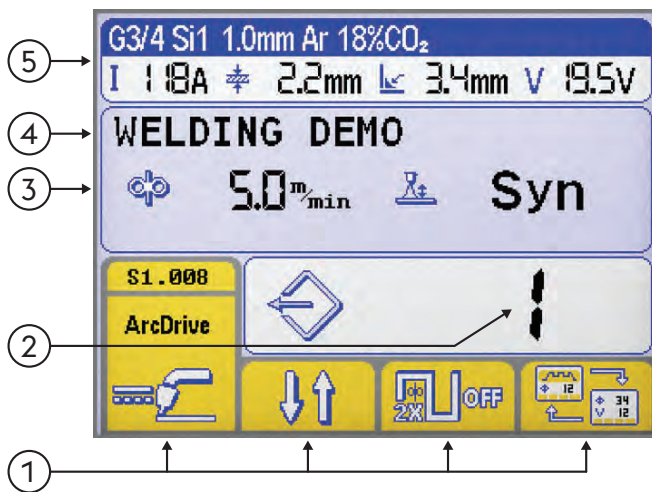 G3/4 Si1 1.0mm Ar 18%CO₂
I 118A 2.2mm 3.4mm V 19.5V
WELDING DEMO
5.0 m/min Syn
S1.008
ArcDrive
1
2X OFF
12
34
V 12
5
4
3
2
1